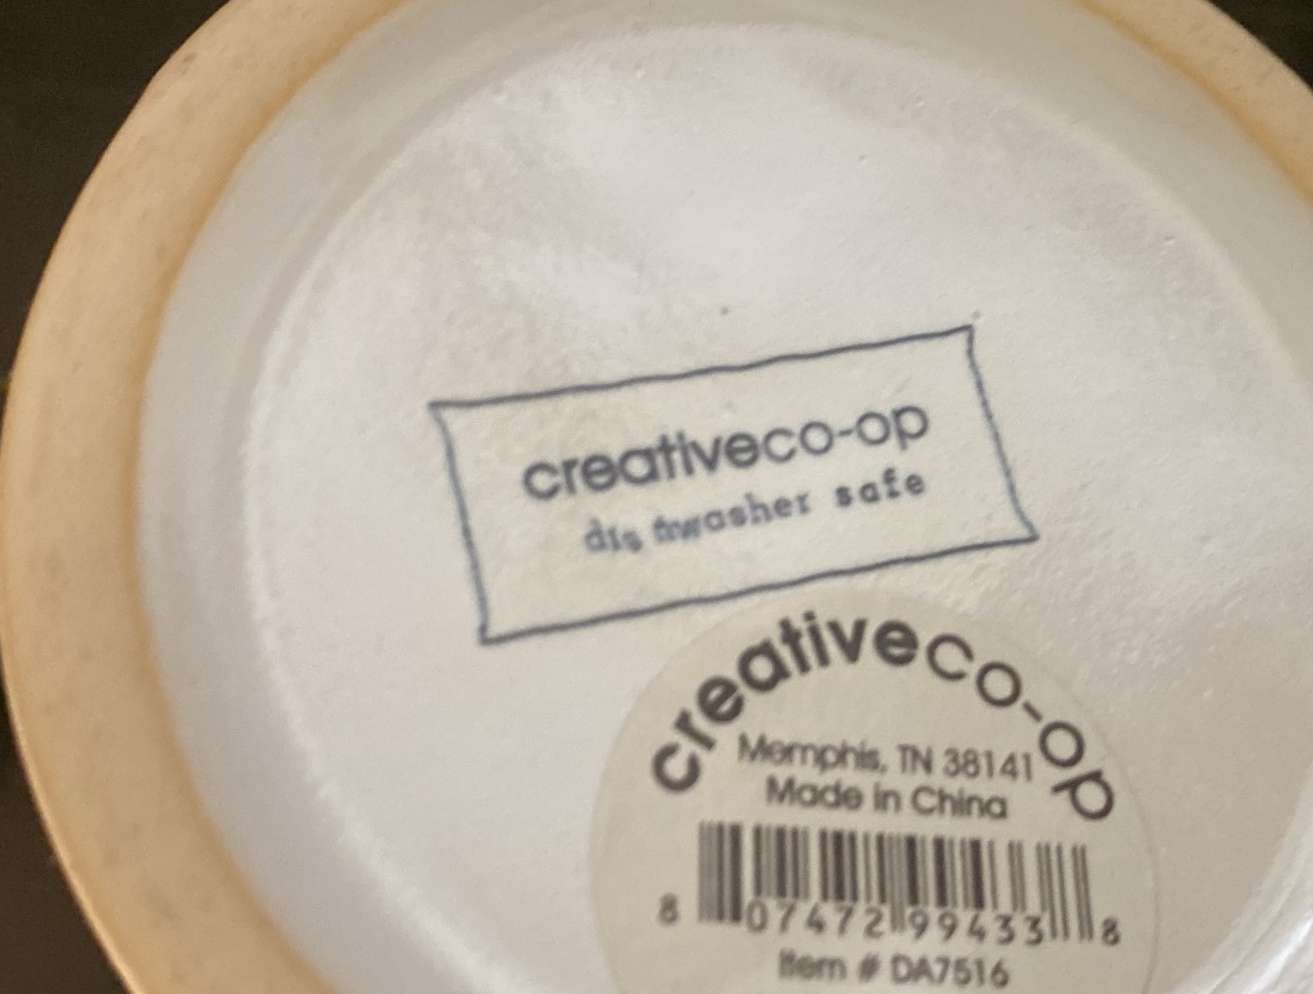 creativeco-op
dishwasher safe
creativeco-op
Memphis, TN 38141
Made in China
8 07472 99433 8
Item # DA7516